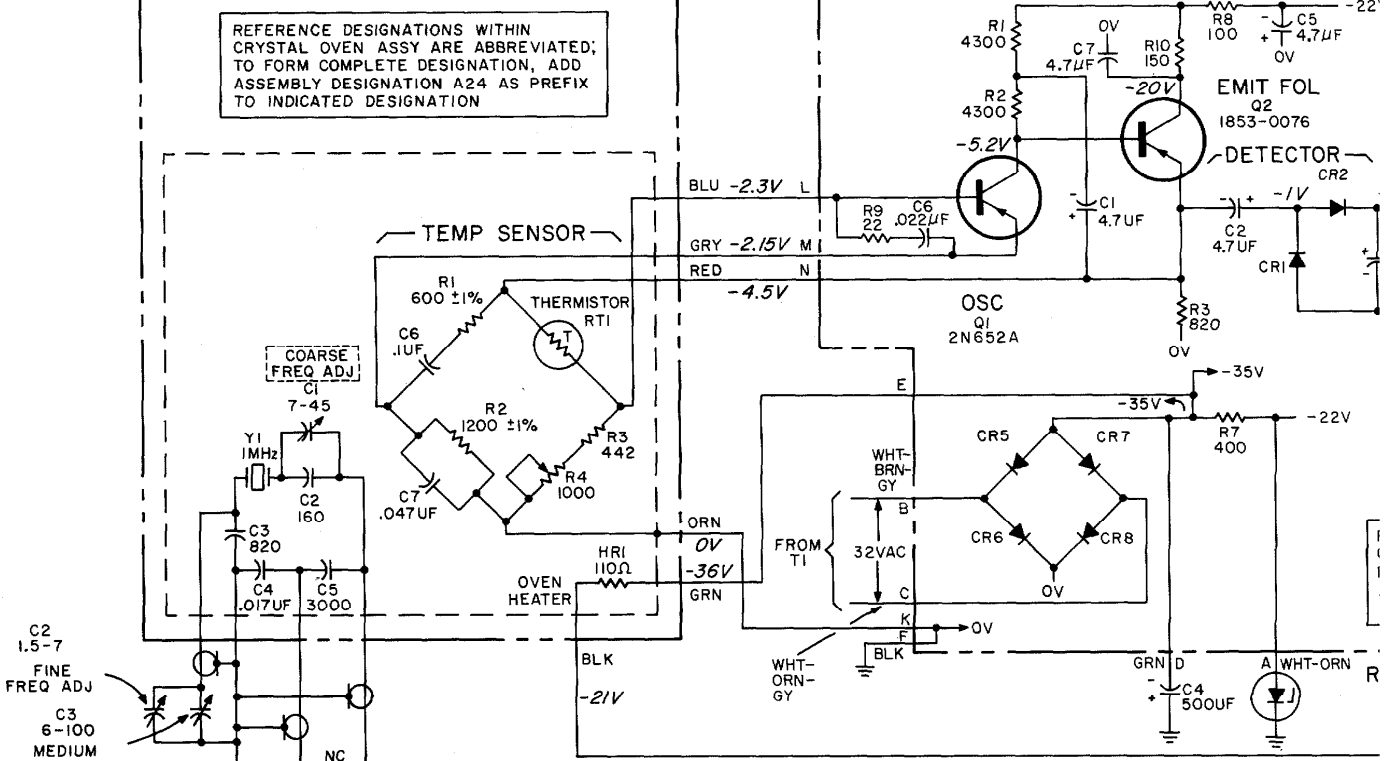 REFERENCE DESIGNATIONS WITHIN
CRYSTAL OVEN ASSY ARE ABBREVIATED;
TO FORM COMPLETE DESIGNATION, ADD
ASSEMBLY DESIGNATION A24 AS PREFIX
TO INDICATED DESIGNATION
R1
4300
R2
4300
0V
C7
4.7µF
R10
150
R8
100
C5
4.7µF
0V
-22V
-20V
EMIT FOL
Q2
1853-0076
DETECTOR
CR2
-5.2V
BLU -2.3V L
R9
22
C6
.022µF
C1
4.7UF
C2
4.7UF
-1V
CR1
GRY -2.15V M
RED N
-4.5V
OSC
Q1
2N652A
R3
820
0V
TEMP SENSOR
R1
600 ±1%
THERMISTOR
RT1
T
C6
.1UF
R2
1200 ±1%
R3
442
R4
1000
C7
.047UF
COARSE
FREQ ADJ
C1
7-45
Y1
1MHz
C2
160
C3
820
C4
.017UF
C5
3000
OVEN
HEATER
HR1
110Ω
ORN
0V
-36V
GRN
E
-35V
-35V
R7
400
-22V
CR5
CR7
CR6
CR8
0V
WHT-
BRN-
GY
B
FROM
T1
32VAC
C
K
0V
F
BLK
WHT-
ORN-
GY
BLK
-21V
GRN D
C4
500UF
A WHT-ORN
R
C2
1.5-7
FINE
FREQ ADJ
C3
6-100
MEDIUM
NC